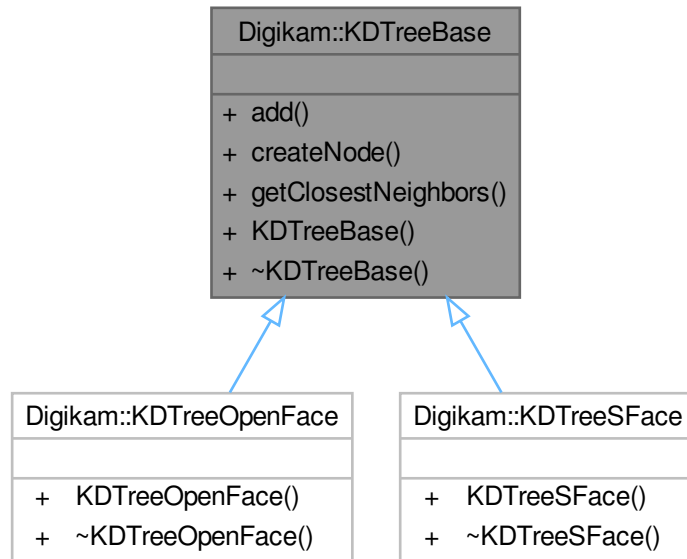 Digikam::KDTreeBase
+ add()
+ createNode()
+ getClosestNeighbors()
+ KDTreeBase()
+ ~KDTreeBase()
Digikam::KDTreeOpenFace
+ KDTreeOpenFace()
+ ~KDTreeOpenFace()
Digikam::KDTreeSFace
+ KDTreeSFace()
+ ~KDTreeSFace()